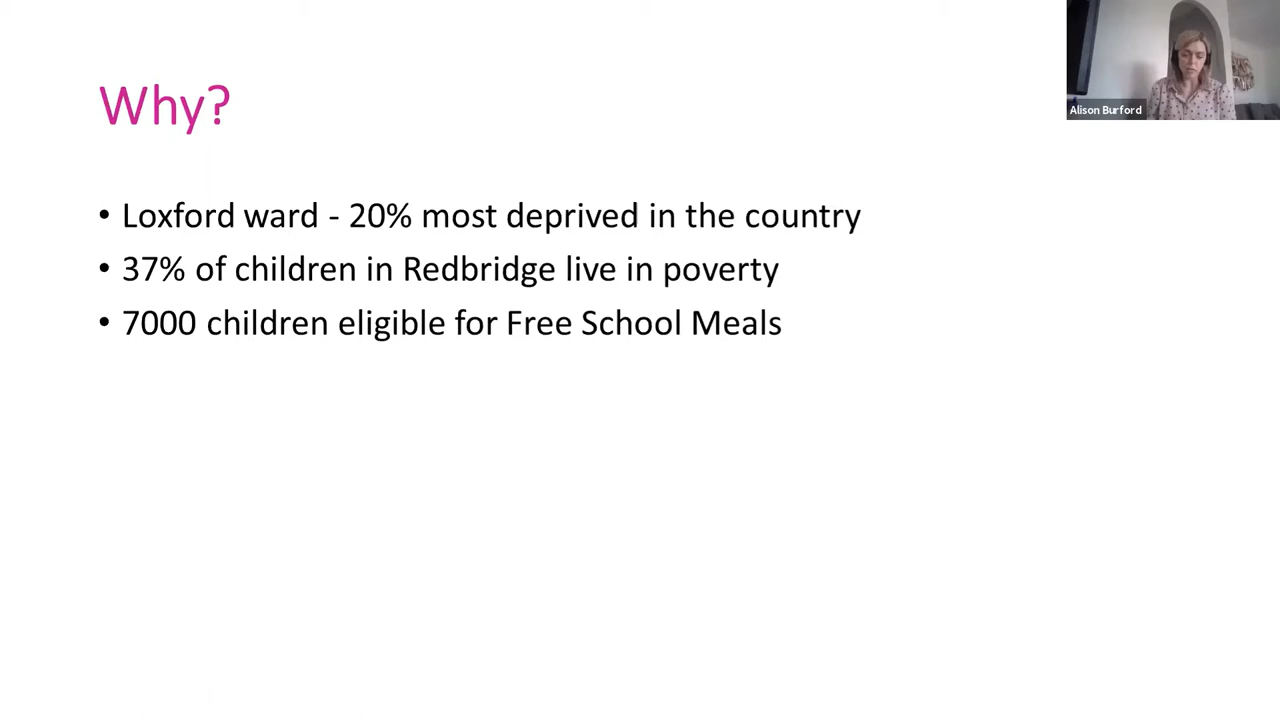 Why?
• Loxford ward - 20% most deprived in the country
• 37% of children in Redbridge live in poverty
• 7000 children eligible for Free School Meals
Alison Burford